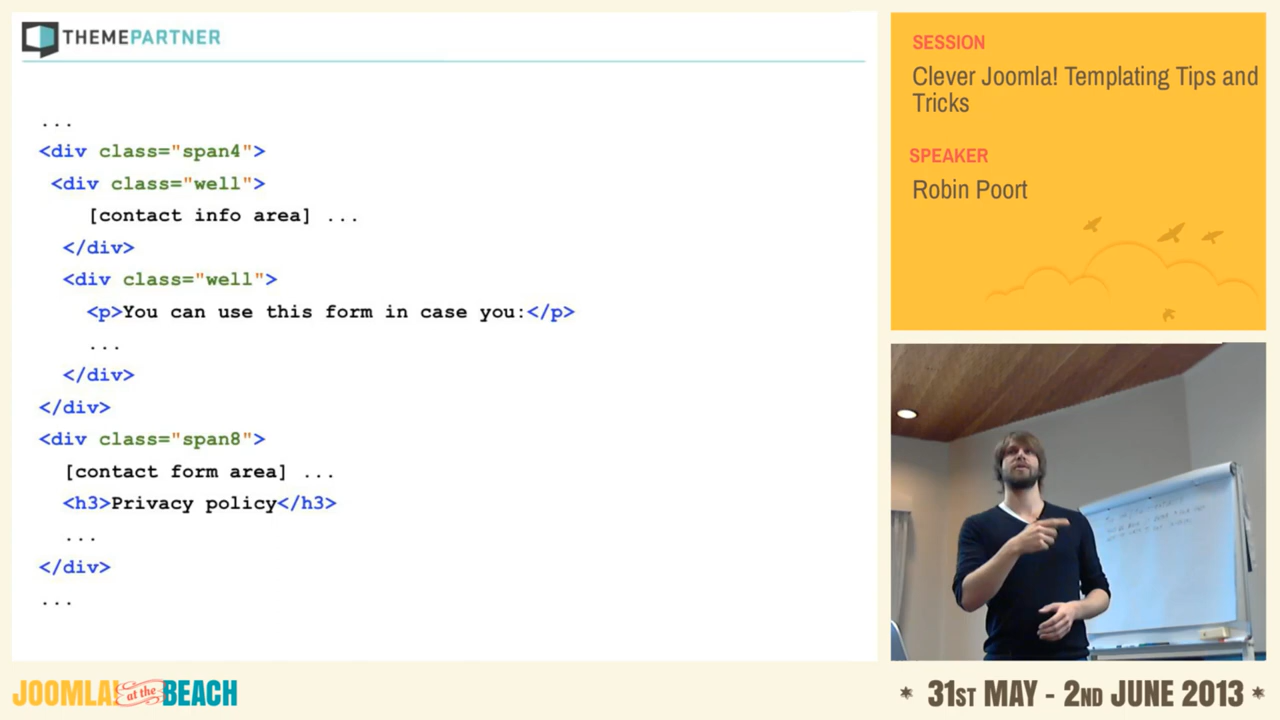 THEMEPARTNER
...
<div class="span4">
<div class="well">
[contact info area] ...
</div>
<div class="well">
<p>You can use this form in case you:</p>
...
</div>
</div>
<div class="span8">
[contact form area] ...
<h3>Privacy policy</h3>
...
</div>
...
SESSION
Clever Joomla! Templating Tips and
Tricks
SPEAKER
Robin Poort
JOOMLA! at the BEACH
* 31ST MAY - 2ND JUNE 2013 *